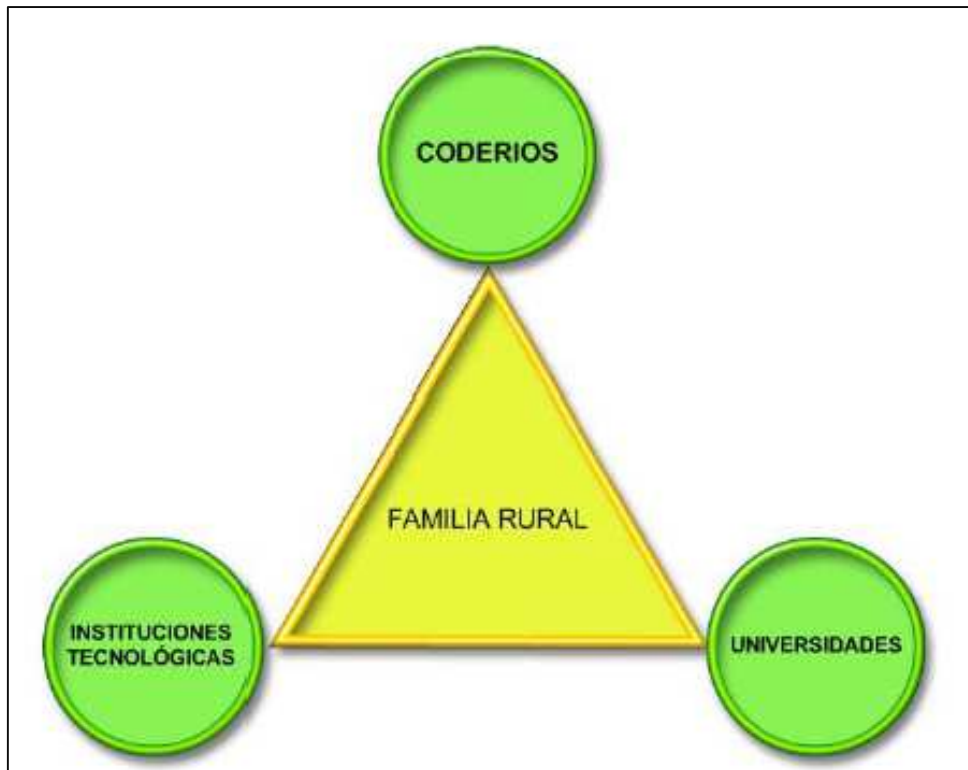 CODERIOS
FAMILIA RURAL
INSTITUCIONES
TECNOLÓGICAS
UNIVERSIDADES